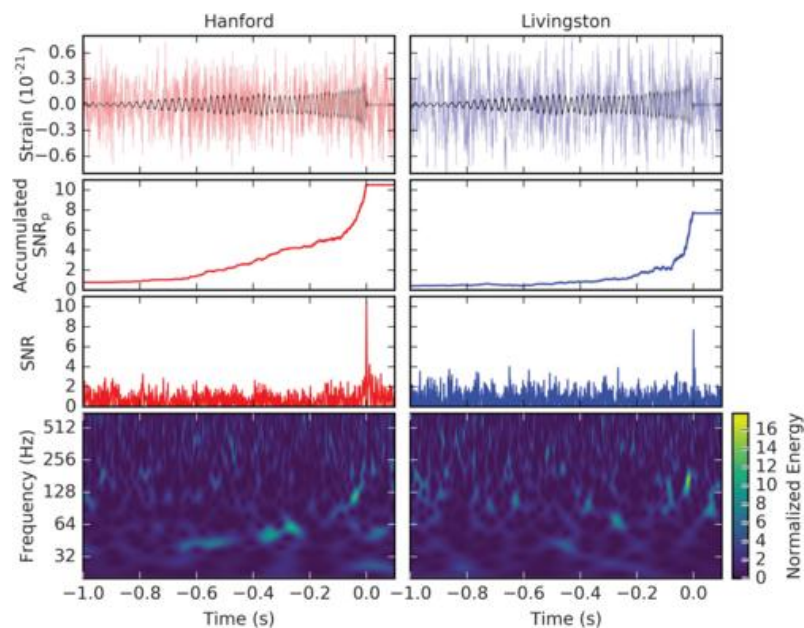 Hanford
Livingston
Strain (10⁻²¹)
0.6
0.3
0.0
−0.3
−0.6
Accumulated
SNRₚ
10
8
6
4
2
0
SNR
10
8
6
4
2
0
Frequency (Hz)
512
256
128
64
32
−1.0 −0.8 −0.6 −0.4 −0.2 0.0
Time (s)
−1.0 −0.8 −0.6 −0.4 −0.2 0.0
Time (s)
16
14
12
10
8
6
4
2
0
Normalized Energy